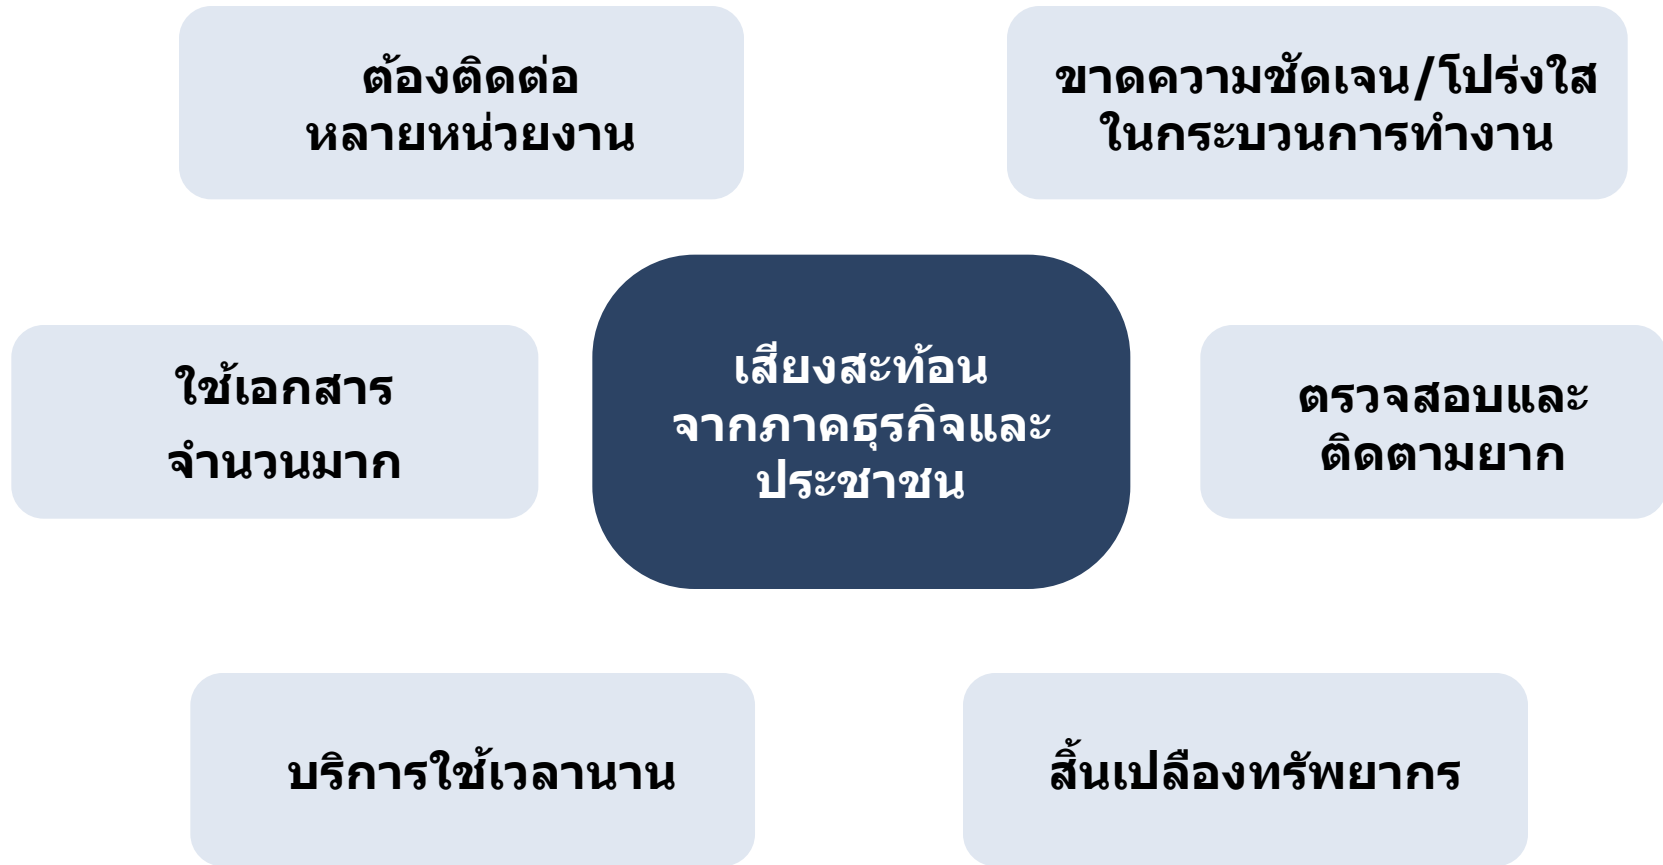 ต้องติดต่อ
หลายหน่วยงาน
ขาดความชัดเจน/โปร่งใส
ในกระบวนการทำงาน
ใช้เอกสาร
จำนวนมาก
เสียงสะท้อน
จากภาคธุรกิจและ
ประชาชน
ตรวจสอบและ
ติดตามยาก
บริการใช้เวลานาน
สิ้นเปลืองทรัพยากร